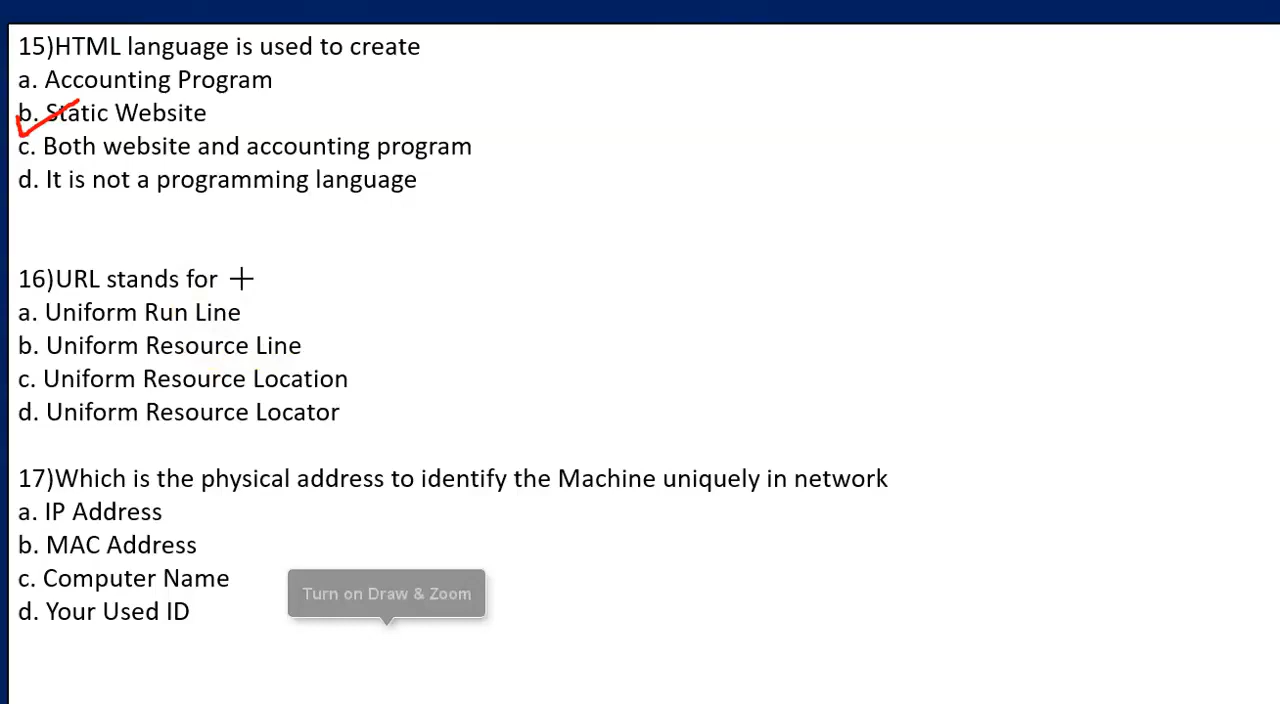 15)HTML language is used to create
a. Accounting Program
b. Static Website
c. Both website and accounting program
d. It is not a programming language
16)URL stands for
a. Uniform Run Line
b. Uniform Resource Line
c. Uniform Resource Location
d. Uniform Resource Locator
17)Which is the physical address to identify the Machine uniquely in network
a. IP Address
b. MAC Address
c. Computer Name
d. Your Used ID
Turn on Draw & Zoom